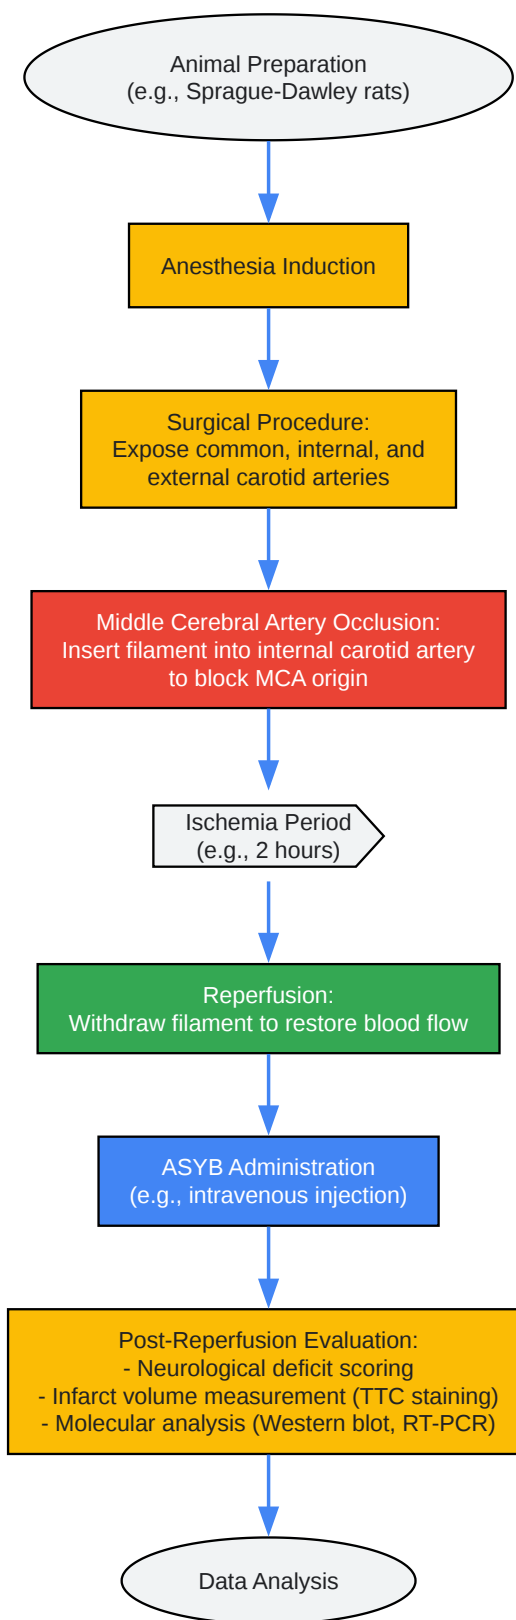 Animal Preparation
(e.g., Sprague-Dawley rats)
Anesthesia Induction
Surgical Procedure:
Expose common, internal, and
external carotid arteries
Middle Cerebral Artery Occlusion:
Insert filament into internal carotid artery
to block MCA origin
Ischemia Period
(e.g., 2 hours)
Reperfusion:
Withdraw filament to restore blood flow
ASYB Administration
(e.g., intravenous injection)
Post-Reperfusion Evaluation:
- Neurological deficit scoring
- Infarct volume measurement (TTC staining)
- Molecular analysis (Western blot, RT-PCR)
Data Analysis